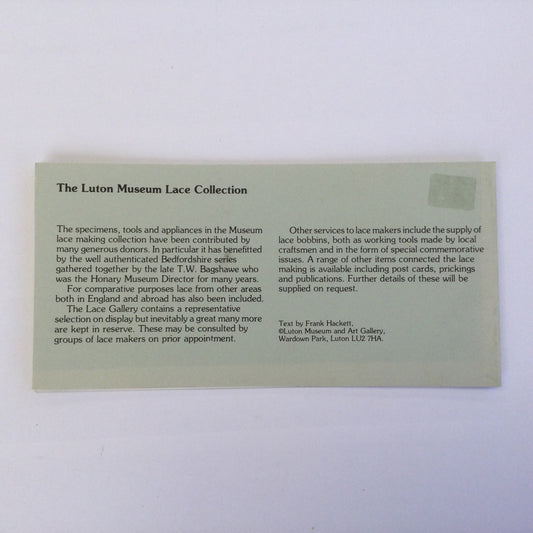 The Luton Museum Lace Collection
The specimens, tools and appliances in the Museum
lace making collection have been contributed by
many generous donors. In particular it has benefitted
by the well authenticated Bedfordshire series
gathered together by the late T.W. Bagshawe who
was the Honary Museum Director for many years.
For comparative purposes lace from other areas
both in England and abroad has also been included.
The Lace Gallery contains a representative
selection on display but inevitably a great many more
are kept in reserve. These may be consulted by
groups of lace makers on prior appointment.
Other services to lace makers include the supply of
lace bobbins, both as working tools made by local
craftsmen and in the form of special commemorative
issues. A range of other items connected the lace
making is available including post cards, prickings
and publications. Further details of these will be
supplied on request.
Text by Frank Hackett,
©Luton Museum and Art Gallery,
Wardown Park, Luton LU2 7HA.